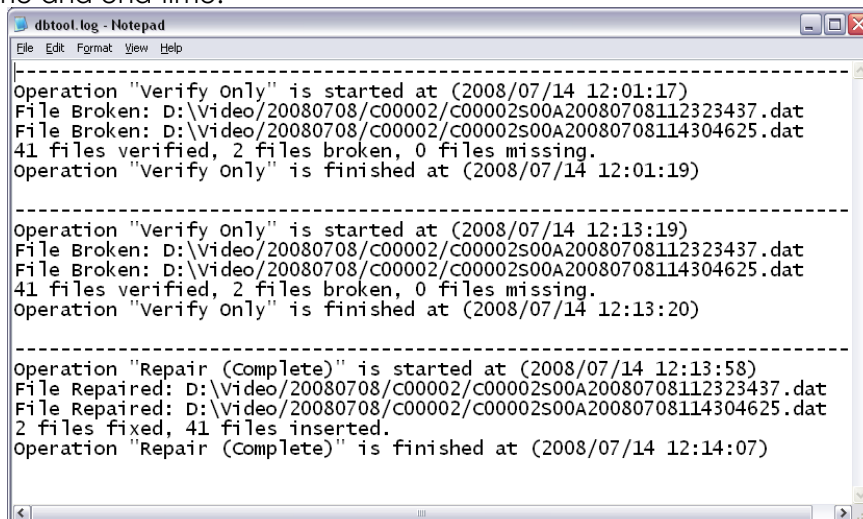 and end time.
dbtool.log - Notepad
File Edit Format View Help
--------------------------------------------------------------------------
Operation "Verify Only" is started at (2008/07/14 12:01:17)
File Broken: D:\Video/20080708/C00002/C00002S00A20080708112323437.dat
File Broken: D:\Video/20080708/C00002/C00002S00A20080708114304625.dat
41 files verified, 2 files broken, 0 files missing.
Operation "Verify Only" is finished at (2008/07/14 12:01:19)
--------------------------------------------------------------------------
Operation "Verify Only" is started at (2008/07/14 12:13:19)
File Broken: D:\Video/20080708/C00002/C00002S00A20080708112323437.dat
File Broken: D:\Video/20080708/C00002/C00002S00A20080708114304625.dat
41 files verified, 2 files broken, 0 files missing.
Operation "Verify Only" is finished at (2008/07/14 12:13:20)
--------------------------------------------------------------------------
Operation "Repair (Complete)" is started at (2008/07/14 12:13:58)
File Repaired: D:\Video/20080708/C00002/C00002S00A20080708112323437.dat
File Repaired: D:\Video/20080708/C00002/C00002S00A20080708114304625.dat
2 files fixed, 41 files inserted.
Operation "Repair (Complete)" is finished at (2008/07/14 12:14:07)